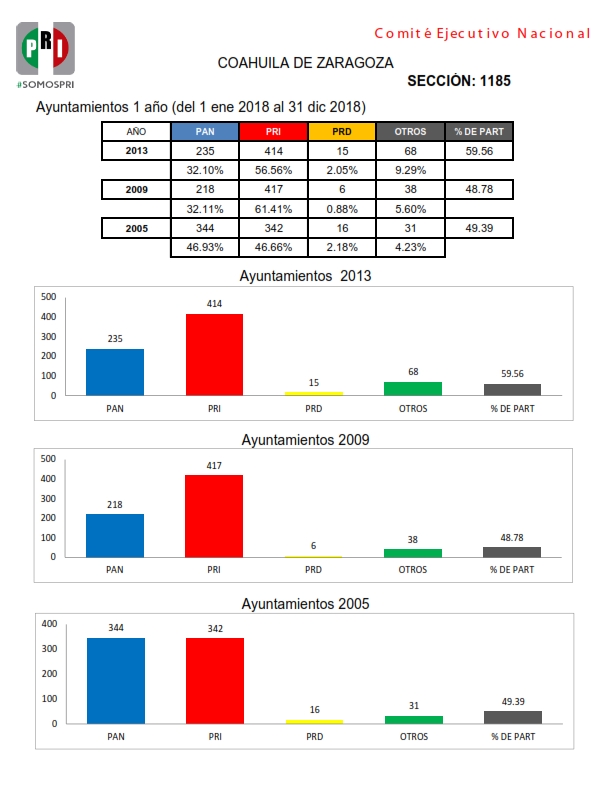 Comité Ejecutivo Nacional
PRI
#SOMOSPRI
COAHUILA DE ZARAGOZA
SECCIÓN: 1185
Ayuntamientos 1 año (del 1 ene 2018 al 31 dic 2018)
AÑO PAN PRI PRD OTROS % DE PART
2013 235 414 15 68 59.56
32.10% 56.56% 2.05% 9.29%
2009 218 417 6 38 48.78
32.11% 61.41% 0.88% 5.60%
2005 344 342 16 31 49.39
46.93% 46.66% 2.18% 4.23%
Ayuntamientos 2013
500
400
300
200
100
0
235 414 15 68 59.56
PAN PRI PRD OTROS % DE PART
Ayuntamientos 2009
500
400
300
200
100
0
218 417 6 38 48.78
PAN PRI PRD OTROS % DE PART
Ayuntamientos 2005
400
300
200
100
0
344 342 16 31 49.39
PAN PRI PRD OTROS % DE PART